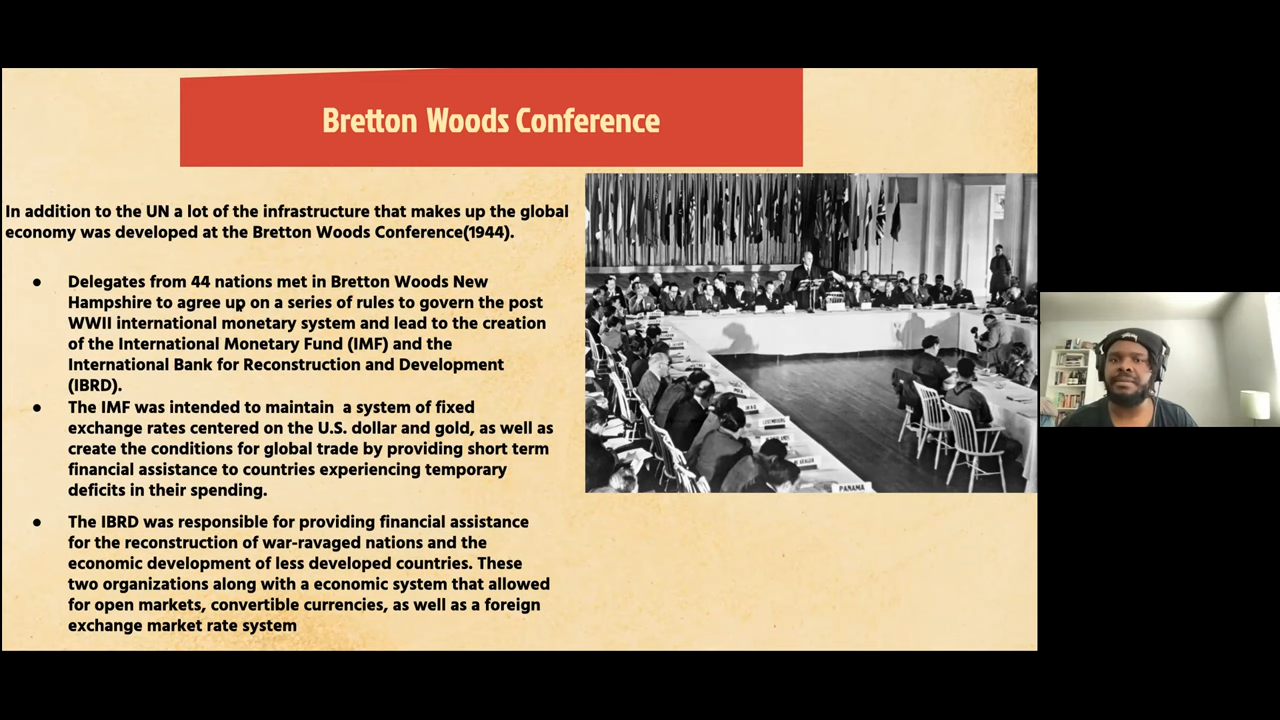 Bretton Woods Conference
In addition to the UN a lot of the infrastructure that makes up the global
economy was developed at the Bretton Woods Conference(1944).
● Delegates from 44 nations met in Bretton Woods New
Hampshire to agree up on a series of rules to govern the post
WWII international monetary system and lead to the creation
of the International Monetary Fund (IMF) and the
International Bank for Reconstruction and Development
(IBRD).
● The IMF was intended to maintain  a system of fixed
exchange rates centered on the U.S. dollar and gold, as well as
create the conditions for global trade by providing short term
financial assistance to countries experiencing temporary
deficits in their spending.
● The IBRD was responsible for providing financial assistance
for the reconstruction of war-ravaged nations and the
economic development of less developed countries. These
two organizations along with a economic system that allowed
for open markets, convertible currencies, as well as a foreign
exchange market rate system
LUXEMBOURG
PANAMA